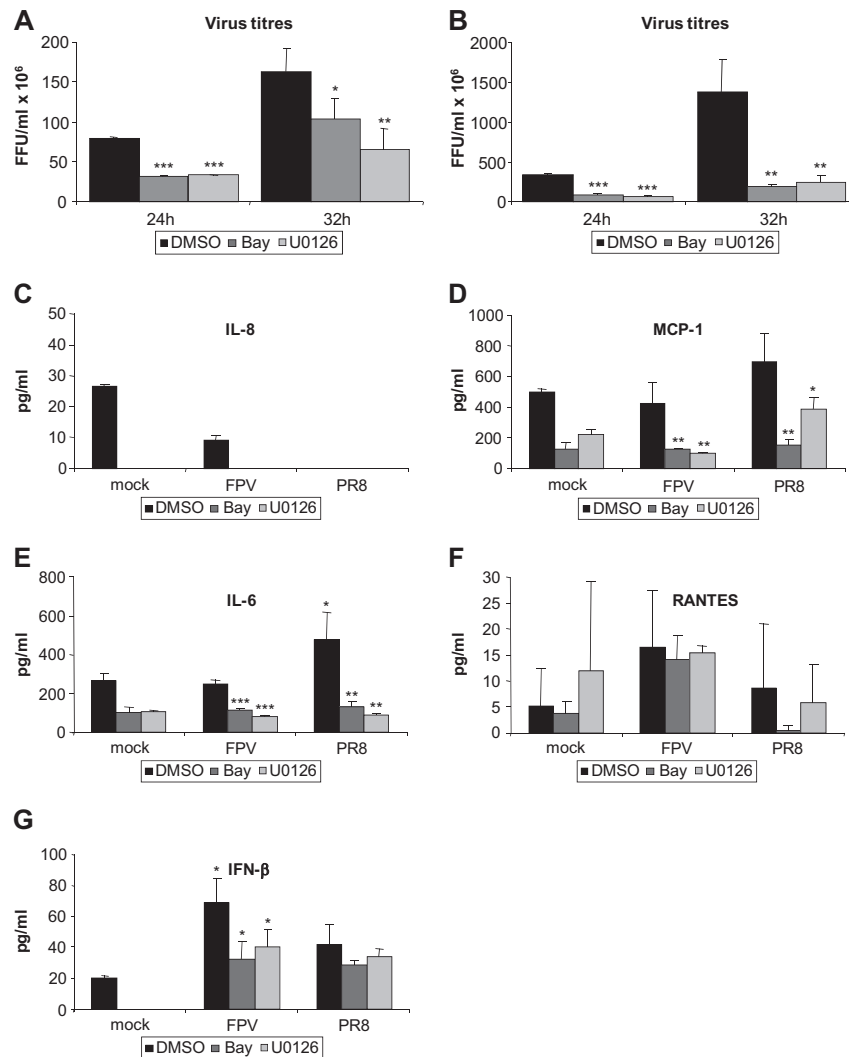 A
Virus titres
FFU/ml x 10⁶
200
150
100
50
0
***
***
*
**
24h
32h
DMSO Bay U0126
B
Virus titres
FFU/ml x 10⁶
2000
1500
1000
500
0
***
***
**
**
24h
32h
DMSO Bay U0126
C
IL-8
pg/ml
50
40
30
20
10
0
mock
FPV
PR8
DMSO Bay U0126
D
MCP-1
pg/ml
1000
800
600
400
200
0
**
**
**
*
mock
FPV
PR8
DMSO Bay U0126
E
IL-6
pg/ml
800
600
400
200
0
***
***
*
**
**
mock
FPV
PR8
DMSO Bay U0126
F
RANTES
pg/ml
30
25
20
15
10
5
0
mock
FPV
PR8
DMSO Bay U0126
G
IFN-β
pg/ml
100
80
60
40
20
0
*
*
*
mock
FPV
PR8
DMSO Bay U0126